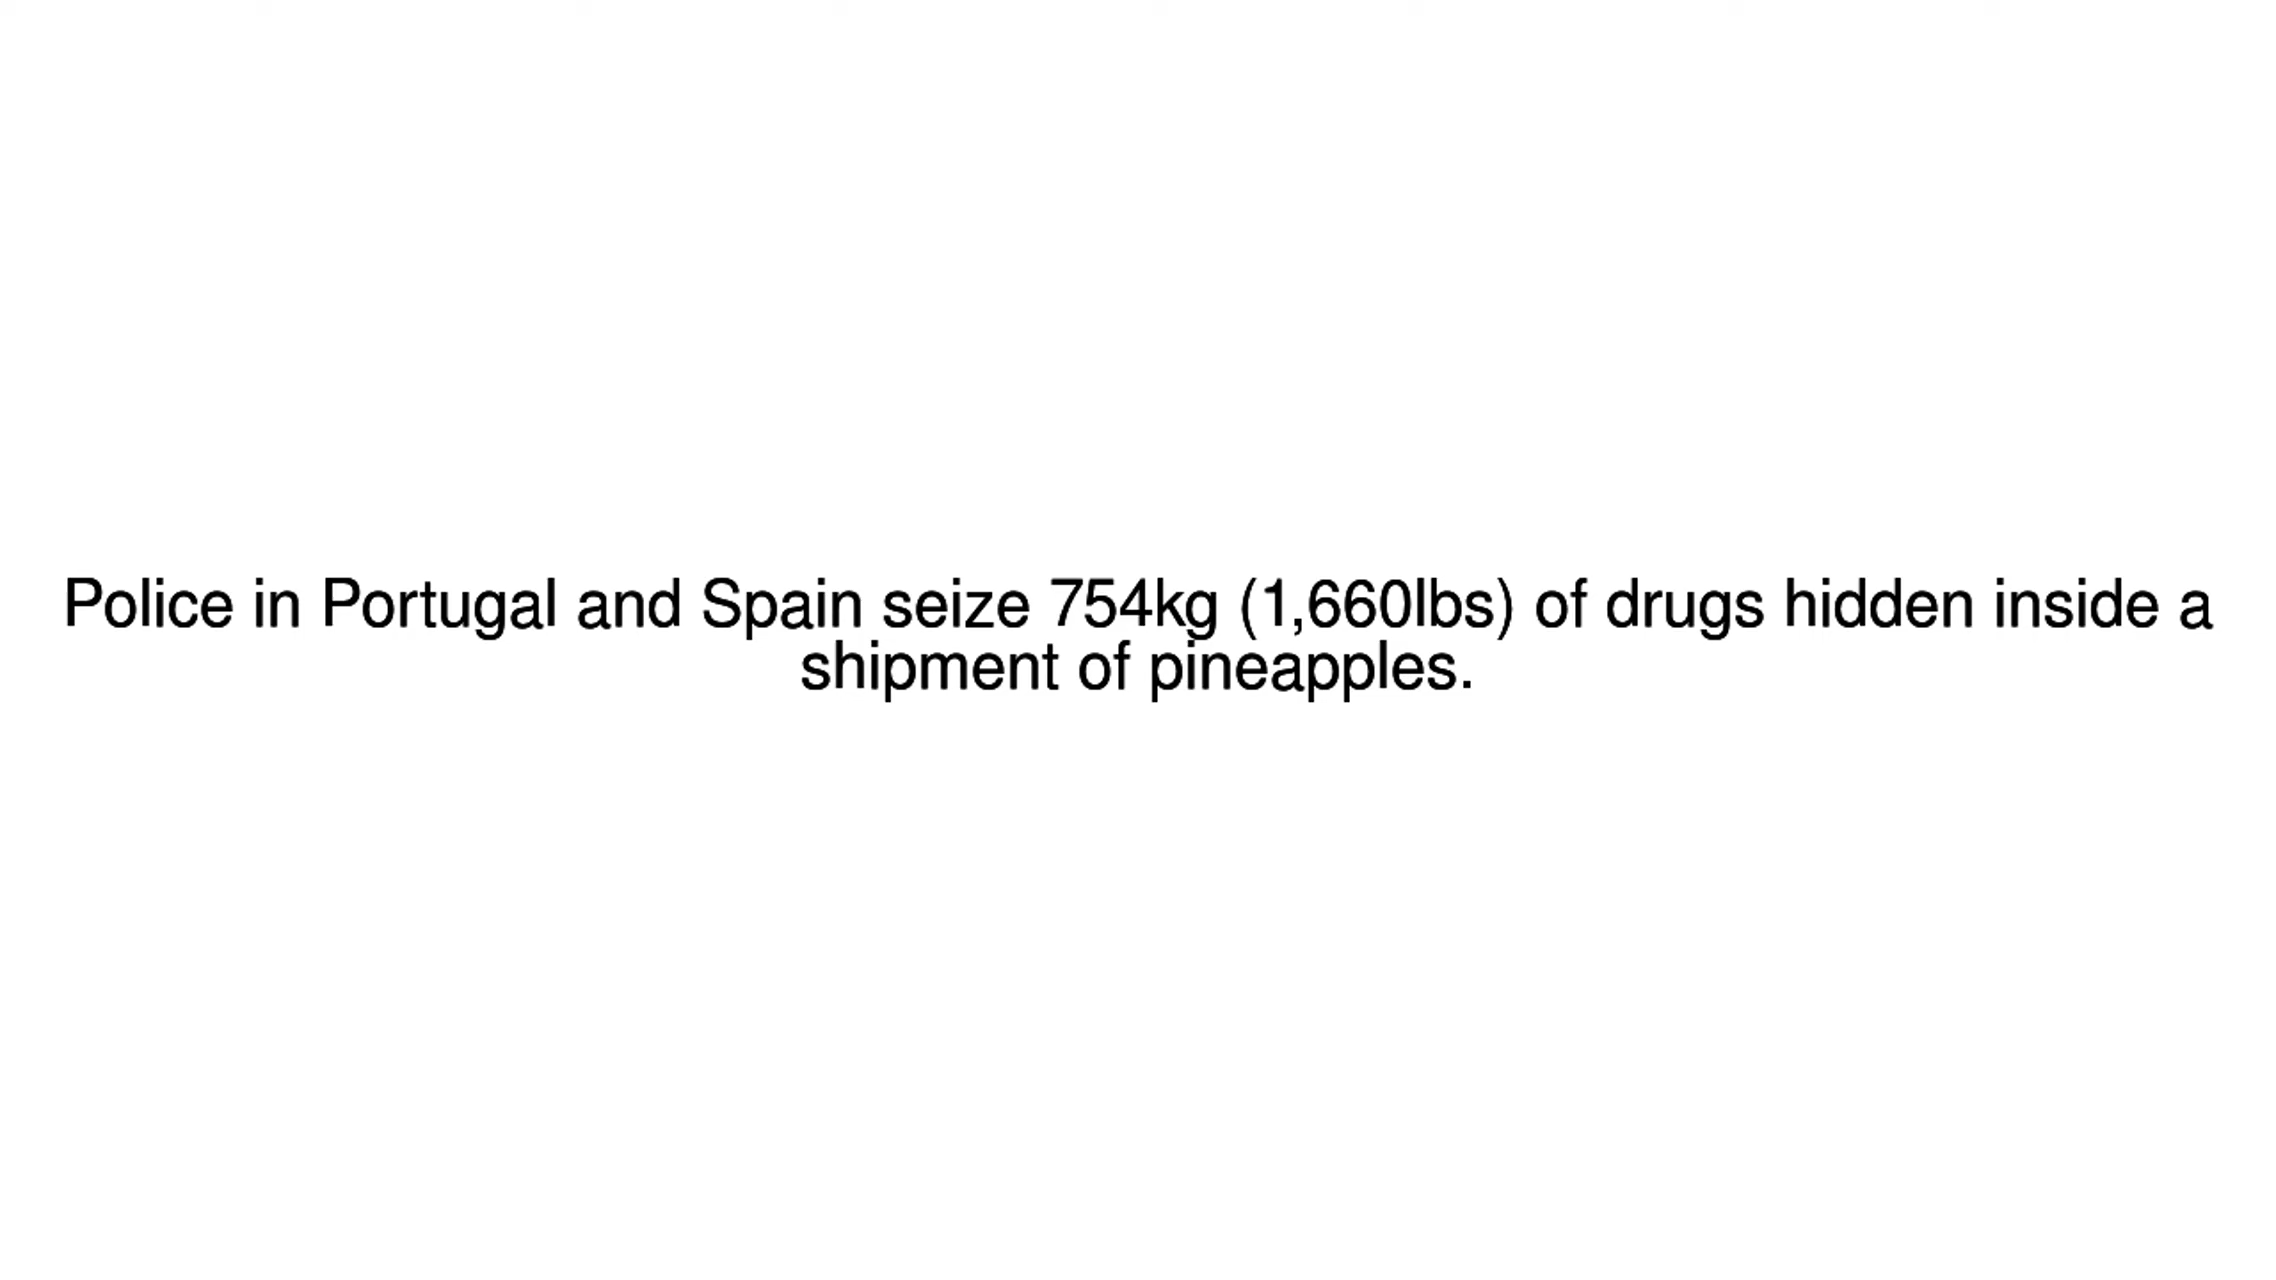 Police in Portugal and Spain seize 754kg (1,660lbs) of drugs hidden inside a
shipment of pineapples.